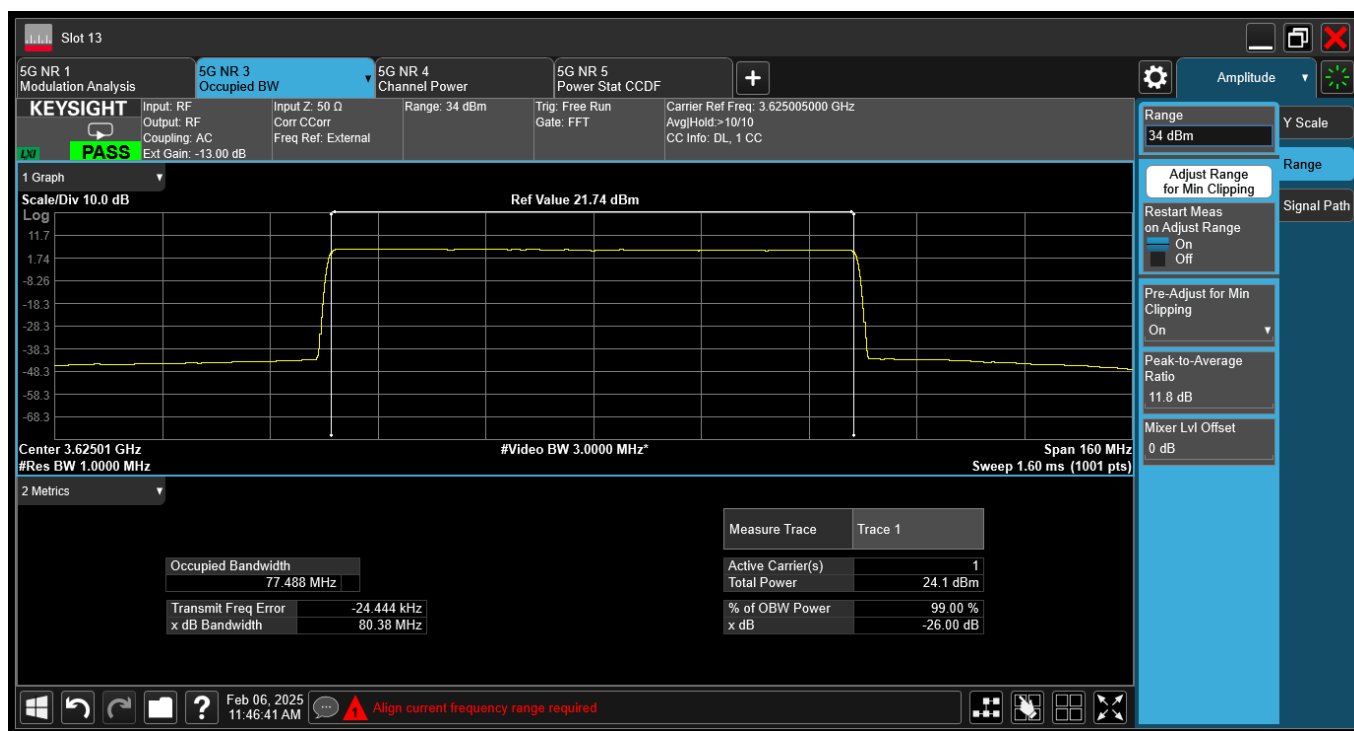 Slot 13
5G NR 1
Modulation Analysis
5G NR 3
Occupied BW
5G NR 4
Channel Power
5G NR 5
Power Stat CCDF
Amplitude
KEYSIGHT
LXI
PASS
Input: RF
Output: RF
Coupling: AC
Ext Gain: -13.00 dB
Input Z: 50 Ω
Corr CCorr
Freq Ref: External
Range: 34 dBm
Trig: Free Run
Gate: FFT
Carrier Ref Freq: 3.625005000 GHz
Avg|Hold:>10/10
CC Info: DL, 1 CC
1 Graph
Scale/Div 10.0 dB
Ref Value 21.74 dBm
Log
11.7
1.74
-8.26
-18.3
-28.3
-38.3
-48.3
-58.3
-68.3
Center 3.62501 GHz
#Video BW 3.0000 MHz*
Span 160 MHz
#Res BW 1.0000 MHz
Sweep 1.60 ms (1001 pts)
2 Metrics
Measure Trace
Trace 1
Occupied Bandwidth
77.488 MHz
Active Carrier(s)
1
Total Power
24.1 dBm
Transmit Freq Error
-24.444 kHz
x dB Bandwidth
80.38 MHz
% of OBW Power
99.00 %
x dB
-26.00 dB
Range
34 dBm
Adjust Range
for Min Clipping
Restart Meas
on Adjust Range
On
Off
Pre-Adjust for Min
Clipping
On
Peak-to-Average
Ratio
11.8 dB
Mixer Lvl Offset
0 dB
Y Scale
Range
Signal Path
?
Feb 06, 2025
11:46:41 AM
1
Align current frequency range required